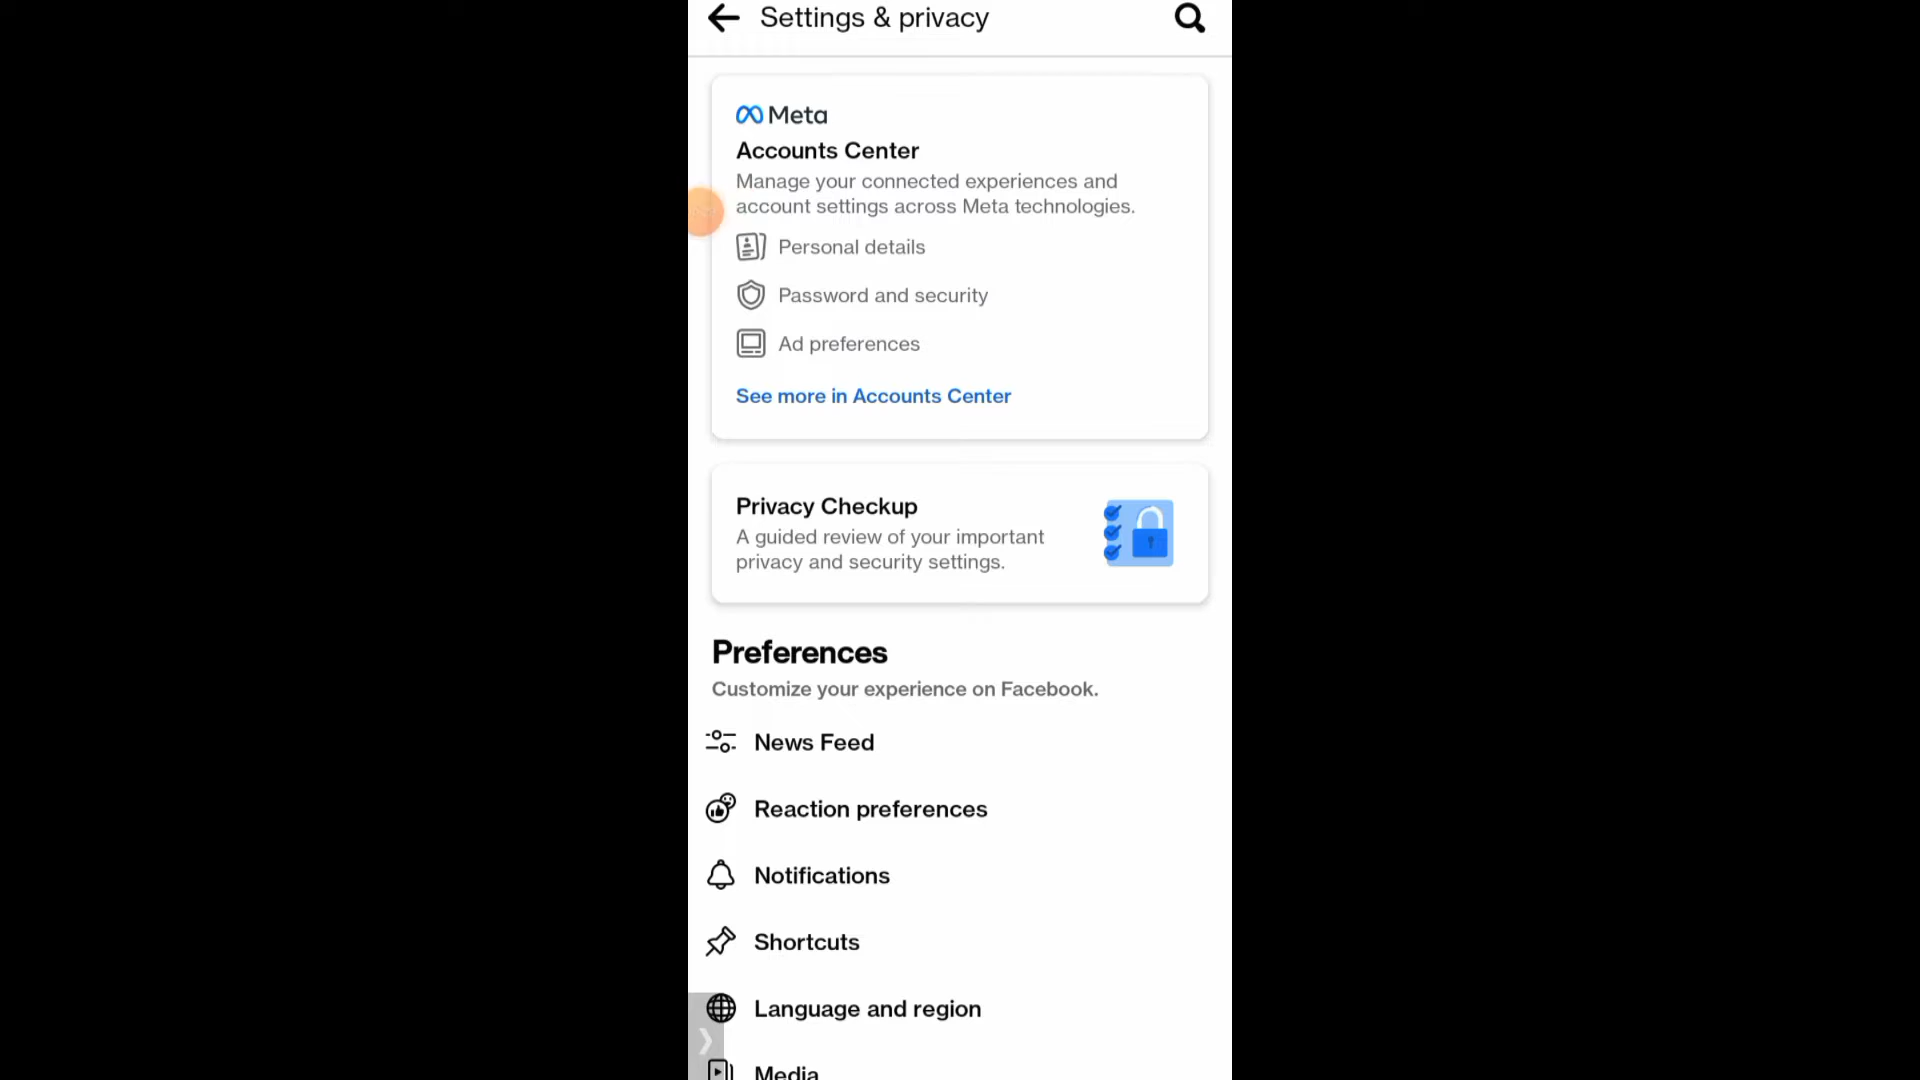 Settings & privacy
Meta
Accounts Center
Manage your connected experiences and
account settings across Meta technologies.
Personal details
Password and security
Ad preferences
See more in Accounts Center
Privacy Checkup
A guided review of your important
privacy and security settings.
Preferences
Customize your experience on Facebook.
News Feed
Reaction preferences
Notifications
Shortcuts
Language and region
Media